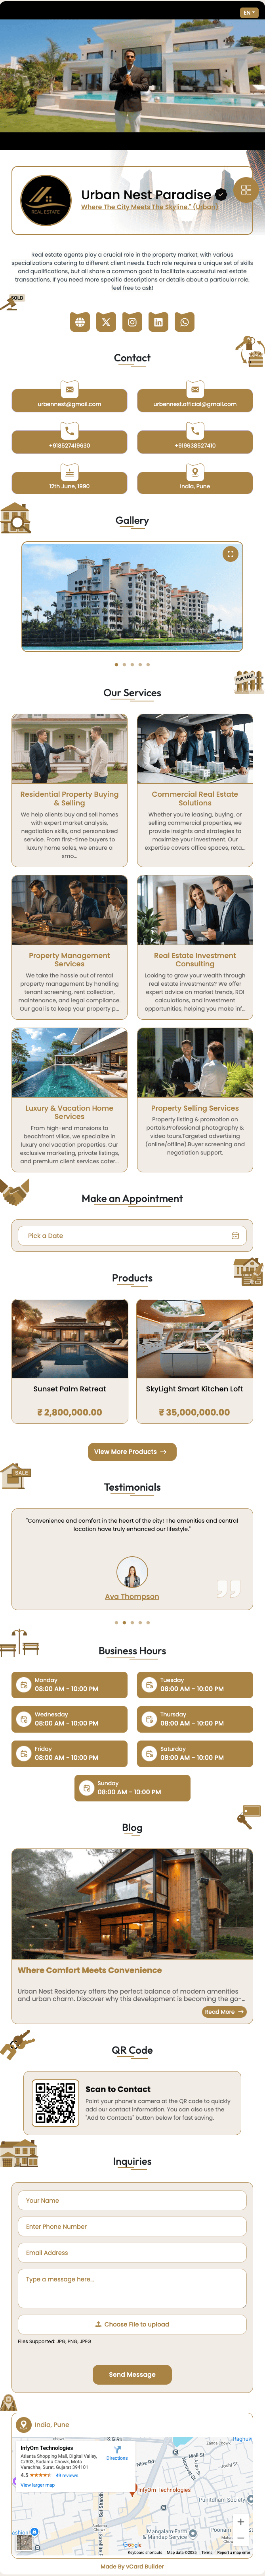 EN
REAL ESTATE
Urban Nest Paradise
Where The City Meets The Skyline." (Urban)
Real estate agents play a crucial role in the property market, with various
specializations catering to different client needs. Each role requires a unique set of skills
and qualifications, but all share a common goal to facilitate successful real estate
transactions. If you need more specific details or descriptions about a particular role,
feel free to ask!
SOLD
Contact
urbennest@gmail.com
urbennest.official@gmail.com
+918527419630
+919638527410
12th June, 1990
India, Pune
Gallery
FOR SALE
Our Services
Residential Property Buying
& Selling
We help clients buy and sell homes
with expert market analysis,
negotiation skills, and personalized
service. From first-time buyers to
luxury home sales, we ensure a
smo...
Commercial Real Estate
Solutions
Whether you're leasing, buying, or
selling commercial properties, we
provide insights and strategies to
maximize your investment. Our
expertise covers office spaces, reta...
Property Management
Services
We take the hassle out of rental
property management by handling
tenant screening, rent collection,
maintenance, and legal compliance.
Our goal is to keep your property p...
Real Estate Investment
Consulting
Looking to grow your wealth through
real estate investments? We offer
expert advice on market trends, ROI
calculations, and investment
opportunities, helping you make inf...
Luxury & Vacation Home
Services
From high-end mansions to
beachfront villas, we specialize in
luxury and vacation properties. Our
exclusive marketing, private listings,
and premium client services cater...
Property Selling Services
Property listing & promotion on
portals.Professional photography &
video tours.Targeted advertising
(online/offline).Buyer screening and
negotiation support.
Make an Appointment
Pick a Date
Products
Sunset Palm Retreat
₹ 2,800,000.00
SkyLight Smart Kitchen Loft
₹ 35,000,000.00
View More Products →
SALE
Testimonials
"Convenience and comfort in the heart of the city! The amenities and central
location have truly enhanced our lifestyle."
Ava Thompson
Business Hours
Monday
08:00 AM - 10:00 PM
Tuesday
08:00 AM - 10:00 PM
Wednesday
08:00 AM - 10:00 PM
Thursday
08:00 AM - 10:00 PM
Friday
08:00 AM - 10:00 PM
Saturday
08:00 AM - 10:00 PM
Sunday
08:00 AM - 10:00 PM
Blog
Where Comfort Meets Convenience
Urban Nest Residency offers the perfect balance of modern amenities
and urban charm. Discover why this development is becoming the go-...
Read More →
QR Code
Scan to Contact
Point your phone's camera at the QR code to quickly
add our contact information. You can also use the
"Add to Contacts" button below for fast saving.
Inquiries
Your Name
Enter Phone Number
Email Address
Type a message here...
Choose File to upload
Files Supported: JPG, PNG, JPEG
Send Message
India, Pune
InfyOm Technologies
Atlanta Shopping Mall, Digital Valley,
C/303, Sudama Chowk, Mota
Varachha, Surat, Gujarat 394101
4.5
49 reviews
View larger map
Directions
InfyOm Technologies
Google
Mangalam Farm
& Mandap Service
Keyboard shortcuts
Map data ©2025
Terms
Report a map error
Made By vCard Builder